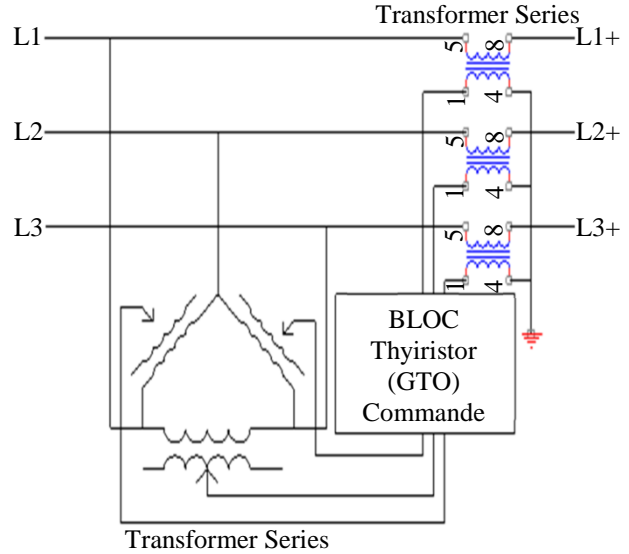 Transformer Series
L1
5
8
L1+
1
4
L2
5
8
L2+
1
4
L3
5
8
L3+
1
4
BLOC
Thyiristor
(GTO)
Commande
Transformer Series